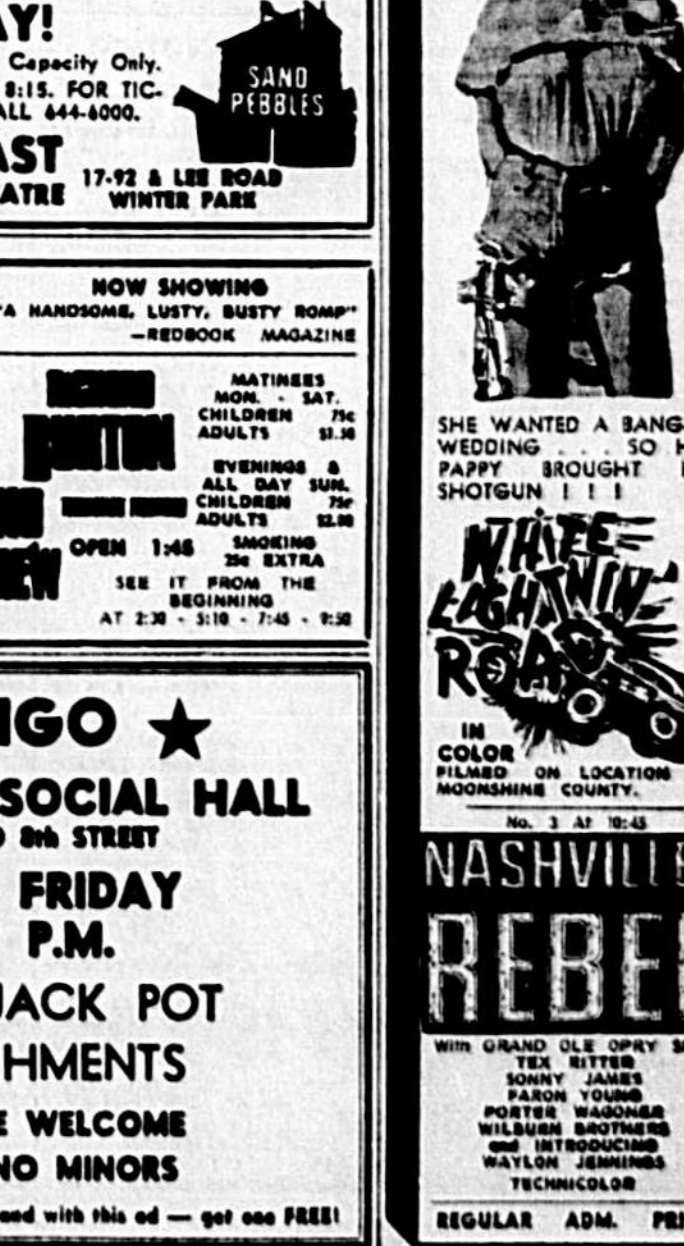 AY!
Capacity Only.
8:15. FOR TIC-
ALL 644-6000.
AST
ATRE
SAND
PEBBLES
17-92 & LEE ROAD
WINTER PARK
NOW SHOWING
"A HANDSOME, LUSTY, BUSTY ROMP"
—REDBOOK MAGAZINE
BURTON
EW
MATINEES
MON. - SAT.
CHILDREN 75c
ADULTS $1.50
EVENINGS &
ALL DAY SUN.
CHILDREN 75c
ADULTS $2.00
OPEN 1:45
SMOKING
25c EXTRA
SEE IT FROM THE
BEGINNING
AT 2:30 - 5:10 - 7:45 - 9:50
NGO ★
SOCIAL HALL
8th STREET
FRIDAY
P.M.
JACK POT
HMENTS
E WELCOME
NO MINORS
and with this ad — get one FREE!
SHE WANTED A BANG
WEDDING . . . SO H
PAPPY BROUGHT
SHOTGUN ! ! !
WHITE
LIGHTNIN'
ROAD
IN
COLOR
FILMED ON LOCATION
MOONSHINE COUNTY.
No. 3 At 10:45
NASHVILLE
REBEL
With GRAND OLE OPRY S
TEX RITTER
SONNY JAMES
FARON YOUNG
PORTER WAGONER
WILBURN BROTHERS
and INTRODUCING
WAYLON JENNINGS
TECHNICOLOR
REGULAR ADM. PRI